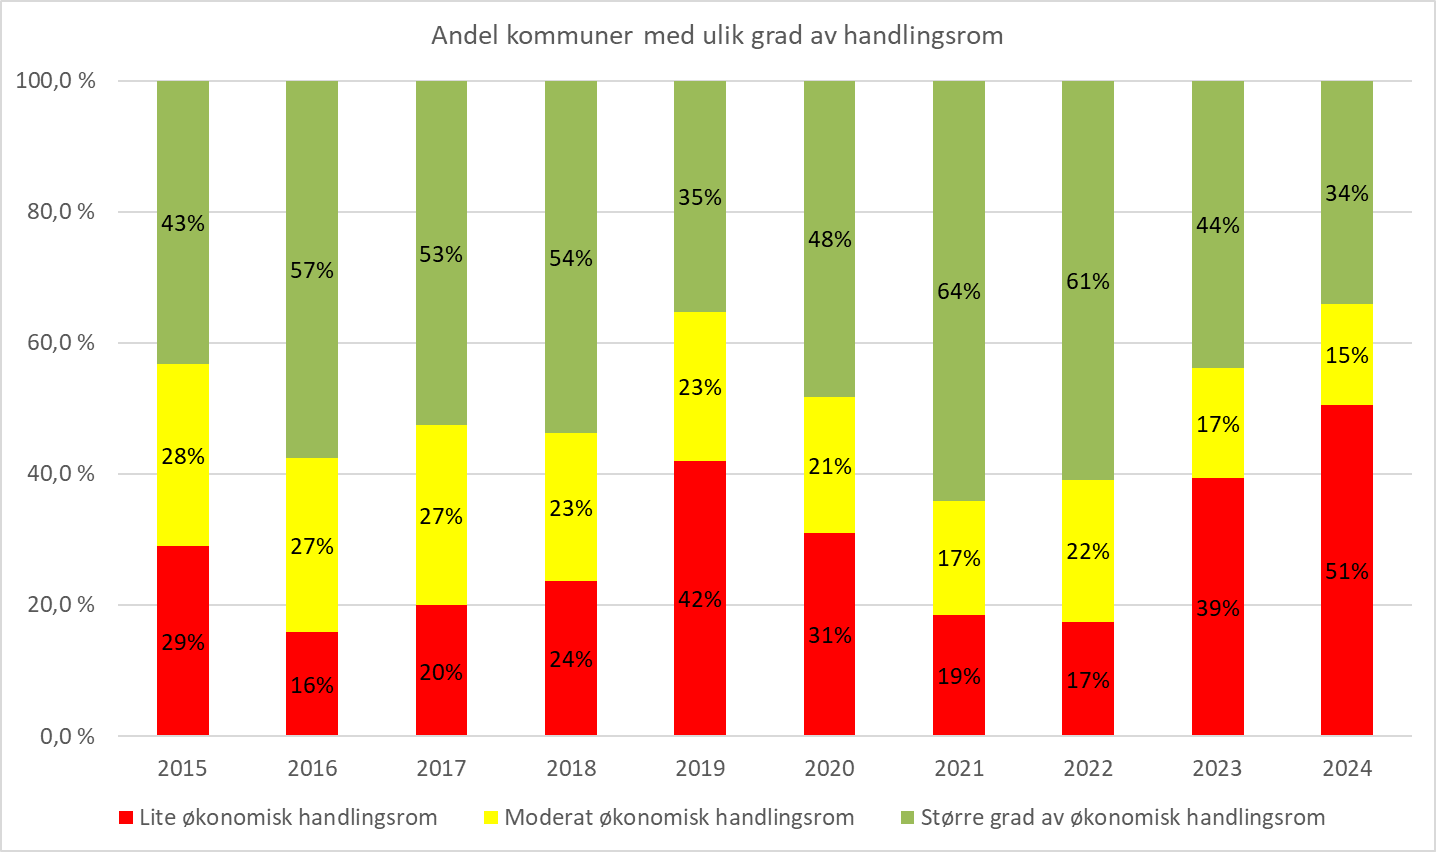 Andel kommuner med ulik grad av handlingsrom
100,0 %
80,0 %
60,0 %
40,0 %
20,0 %
0,0 %
43% 57% 53% 54% 35% 48% 64% 61% 44% 34%
28% 27% 27% 23% 23% 21% 17% 22% 17% 15%
29% 16% 20% 24% 42% 31% 19% 17% 39% 51%
2015 2016 2017 2018 2019 2020 2021 2022 2023 2024
Lite økonomisk handlingsrom Moderat økonomisk handlingsrom Større grad av økonomisk handlingsrom